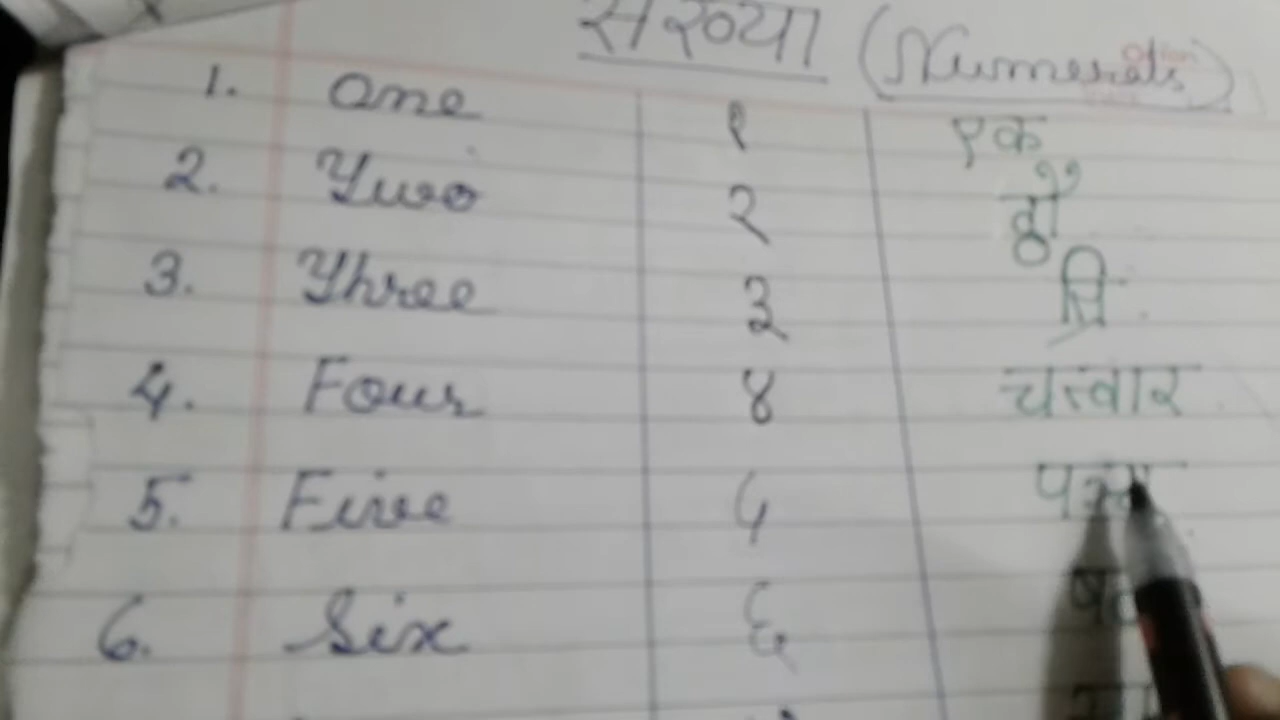 संख्या (Numerals)
1. One १ एक
2. Two २ द्वौ
3. Three ३ त्रि
4. Four ४ चत्वार
5. Five ५
6. Six ६